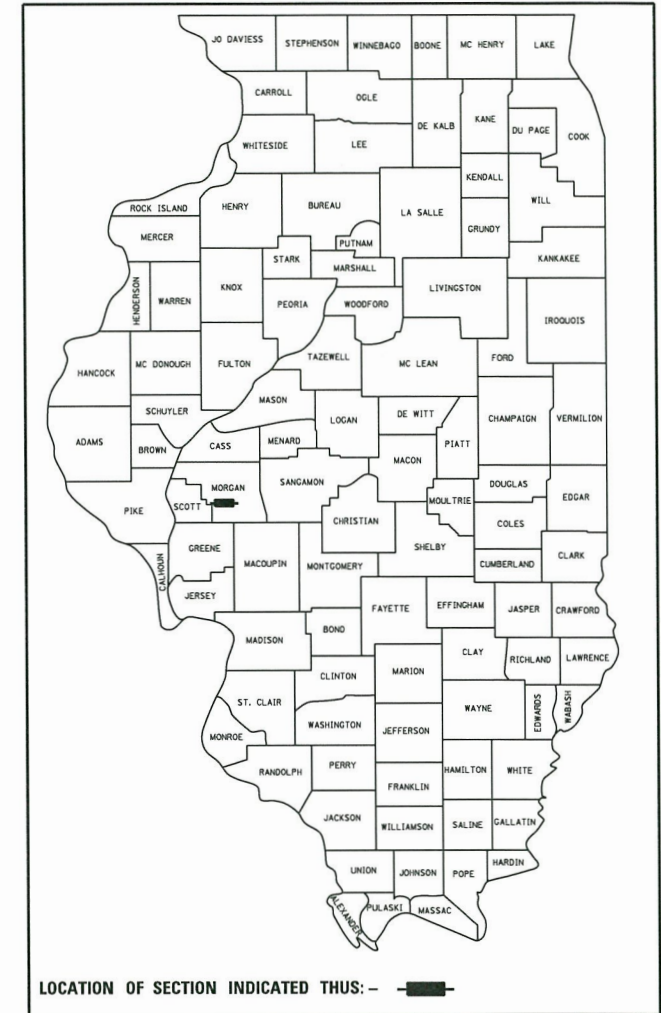 JO DAVIESS STEPHENSON WINNEBAGO BOONE MC HENRY LAKE
CARROLL OGLE
DE KALB KANE DU PAGE COOK
WHITESIDE LEE
KENDALL
ROCK ISLAND HENRY BUREAU LA SALLE WILL
GRUNDY
MERCER PUTNAM
STARK MARSHALL KANKAKEE
HENDERSON WARREN KNOX PEORIA WOODFORD LIVINGSTON
IROQUOIS
HANCOCK MC DONOUGH FULTON TAZEWELL MC LEAN FORD
MASON
SCHUYLER LOGAN DE WITT CHAMPAIGN VERMILION
ADAMS BROWN CASS MENARD PIATT
MACON
MORGAN SANGAMON DOUGLAS
PIKE SCOTT MOULTRIE EDGAR
CHRISTIAN COLES
GREENE SHELBY
CALHOUN MACOUPIN MONTGOMERY CUMBERLAND CLARK
JERSEY
FAYETTE EFFINGHAM JASPER CRAWFORD
MADISON BOND
CLAY RICHLAND LAWRENCE
CLINTON MARION
ST. CLAIR WAYNE EDWARDS WABASH
WASHINGTON JEFFERSON
MONROE
RANDOLPH PERRY HAMILTON WHITE
FRANKLIN
JACKSON WILLIAMSON SALINE GALLATIN
UNION JOHNSON POPE HARDIN
ALEXANDER PULASKI MASSAC
LOCATION OF SECTION INDICATED THUS:–